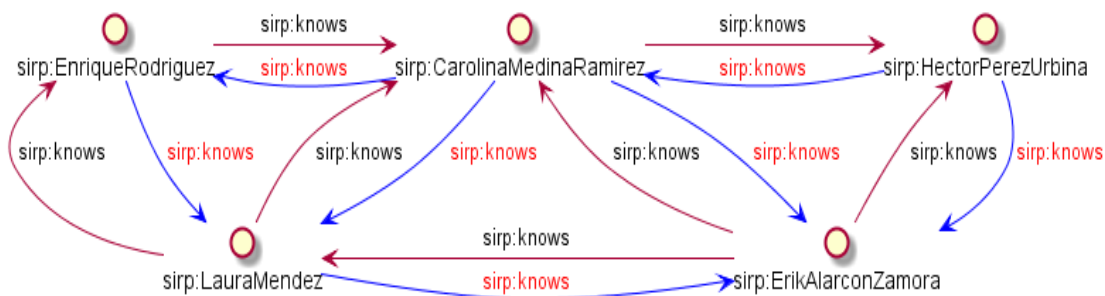 sirp:knows
sirp:knows
sirp:EnriqueRodriguez
sirp:knows
sirp:CarolinaMedinaRamirez
sirp:knows
sirp:HectorPerezUrbina
sirp:knows
sirp:knows
sirp:knows
sirp:knows
sirp:knows
sirp:knows
sirp:knows
sirp:knows
sirp:knows
sirp:LauraMendez
sirp:knows
sirp:ErikAlarconZamora